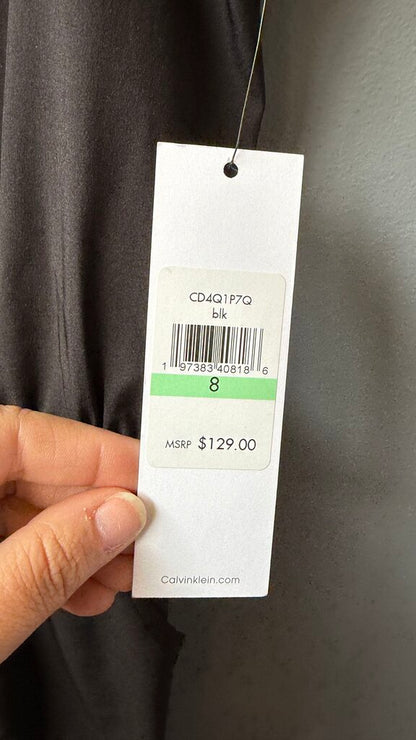 CD4Q1P7Q
blk
1 97383 40818 6
8
MSRP $129.00
Calvinklein.com